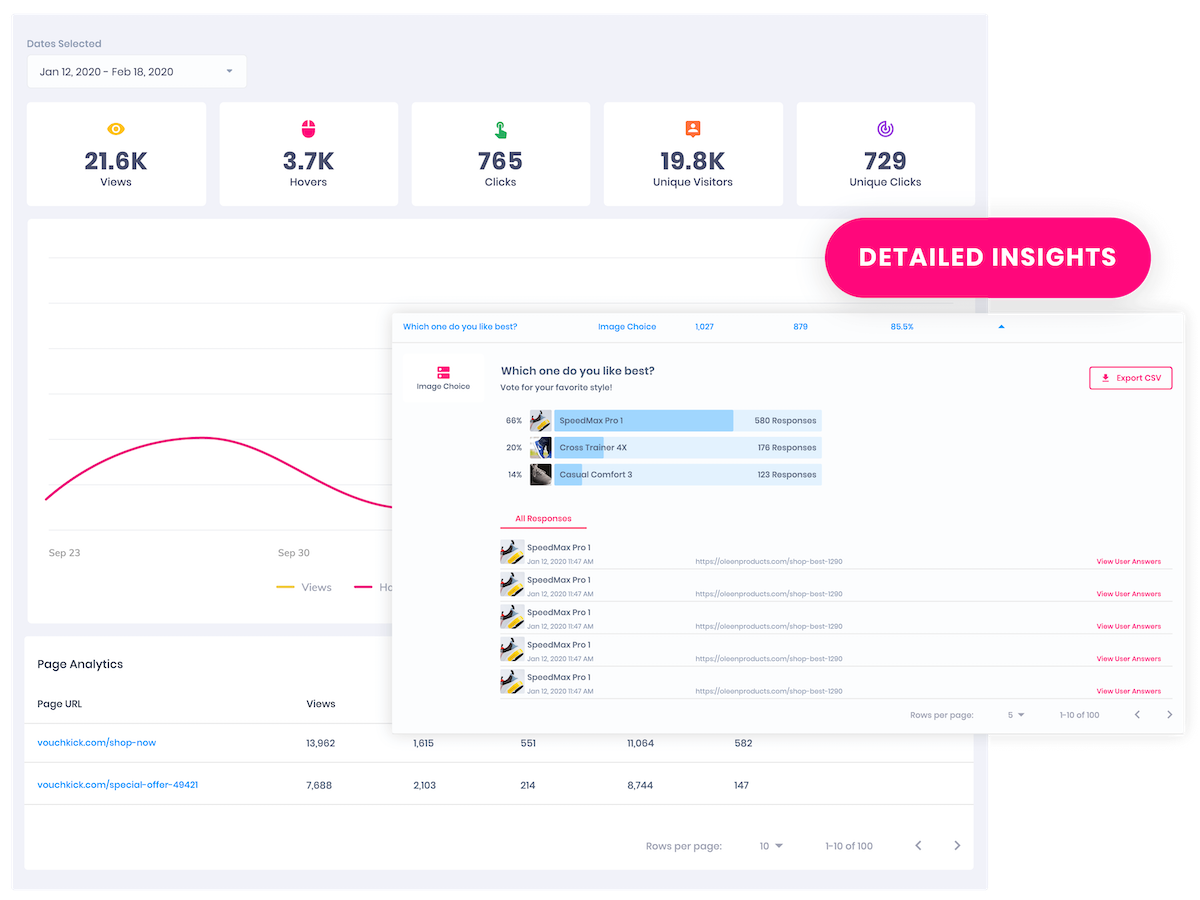 Dates Selected
Jan 12, 2020 - Feb 18, 2020
21.6K
Views
3.7K
Hovers
765
Clicks
19.8K
Unique Visitors
729
Unique Clicks
DETAILED INSIGHTS
Which one do you like best? Image Choice 1,027 879 85.5%
Image Choice
Which one do you like best?
Vote for your favorite style!
Export CSV
66% SpeedMax Pro 1 580 Responses
20% Cross Trainer 4X 176 Responses
14% Casual Comfort 3 123 Responses
All Responses
SpeedMax Pro 1
Jan 12, 2020 11:47 AM https://oleenproducts.com/shop-best-1290 View User Answers
SpeedMax Pro 1
Jan 12, 2020 11:47 AM https://oleenproducts.com/shop-best-1290 View User Answers
SpeedMax Pro 1
Jan 12, 2020 11:47 AM https://oleenproducts.com/shop-best-1290 View User Answers
SpeedMax Pro 1
Jan 12, 2020 11:47 AM https://oleenproducts.com/shop-best-1290 View User Answers
SpeedMax Pro 1
Jan 12, 2020 11:47 AM https://oleenproducts.com/shop-best-1290 View User Answers
Rows per page: 5 1-10 of 100
Sep 23 Sep 30
Views Ho
Page Analytics
Page URL Views
vouchkick.com/shop-now 13,962 1,615 551 11,064 582
vouchkick.com/special-offer-49421 7,688 2,103 214 8,744 147
Rows per page: 10 1-10 of 100